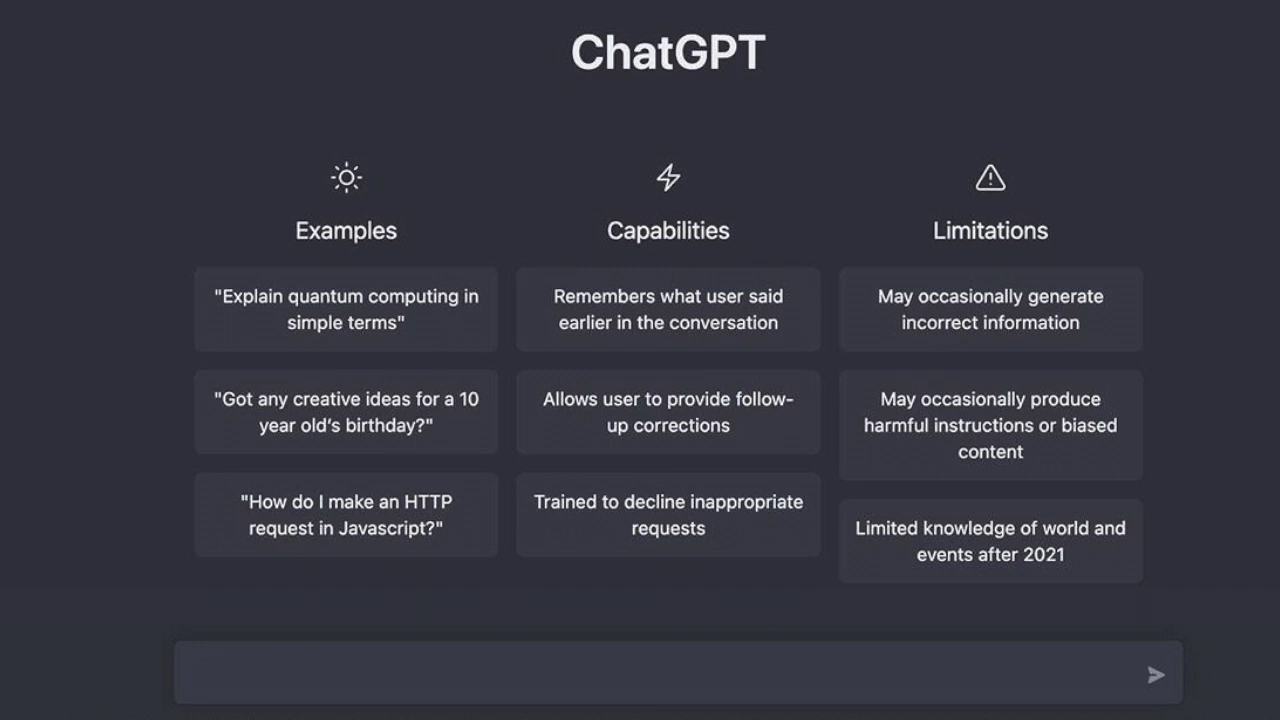 ChatGPT
Examples
"Explain quantum computing in
simple terms"
"Got any creative ideas for a 10
year old's birthday?"
"How do I make an HTTP
request in Javascript?"
Capabilities
Remembers what user said
earlier in the conversation
Allows user to provide follow-
up corrections
Trained to decline inappropriate
requests
Limitations
May occasionally generate
incorrect information
May occasionally produce
harmful instructions or biased
content
Limited knowledge of world and
events after 2021